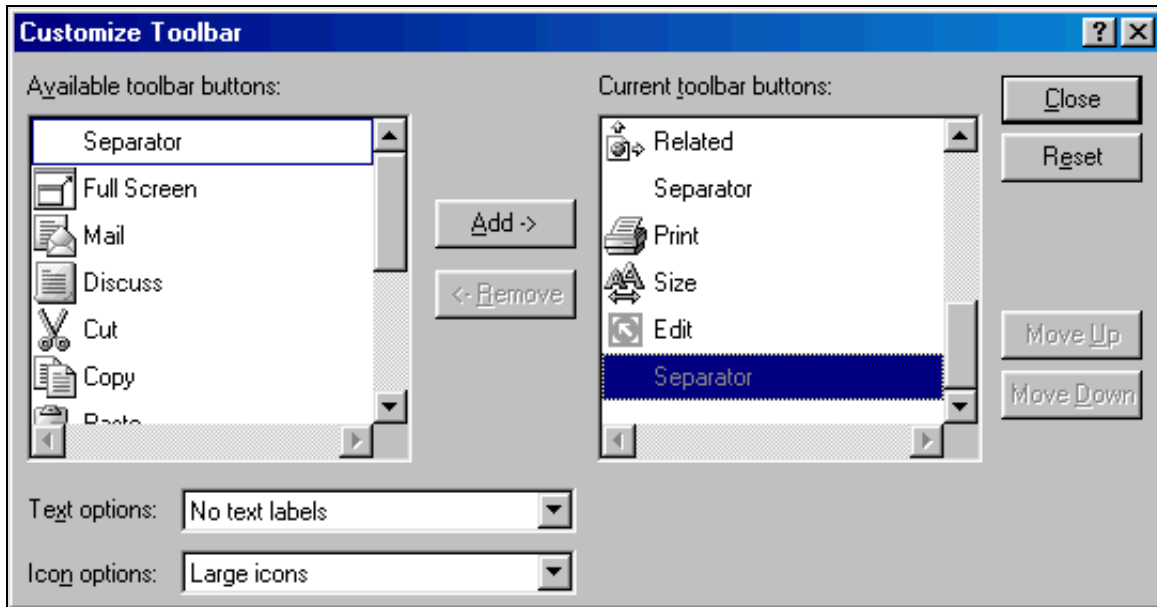 Customize Toolbar
Available toolbar buttons:
Separator
Full Screen
Mail
Discuss
Cut
Copy
Add ->
<- Remove
Current toolbar buttons:
Related
Separator
Print
Size
Edit
Separator
Close
Reset
Move Up
Move Down
Text options: No text labels
Icon options: Large icons